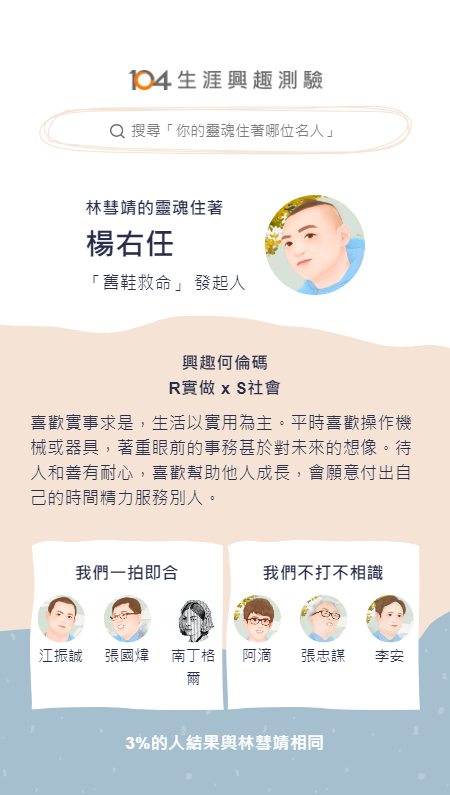 104 生涯興趣測驗
搜尋「你的靈魂住著哪位名人」
林彗靖的靈魂住著
楊右任
「舊鞋救命」 發起人
興趣何倫碼
R實做 x S社會
喜歡實事求是，生活以實用為主。平時喜歡操作機
械或器具，著重眼前的事務甚於對未來的想像。待
人和善有耐心，喜歡幫助他人成長，會願意付出自
己的時間精力服務別人。
我們一拍即合
江振誠
張國煒
南丁格
爾
我們不打不相識
阿滴
張忠謀
李安
3%的人結果與林彗靖相同